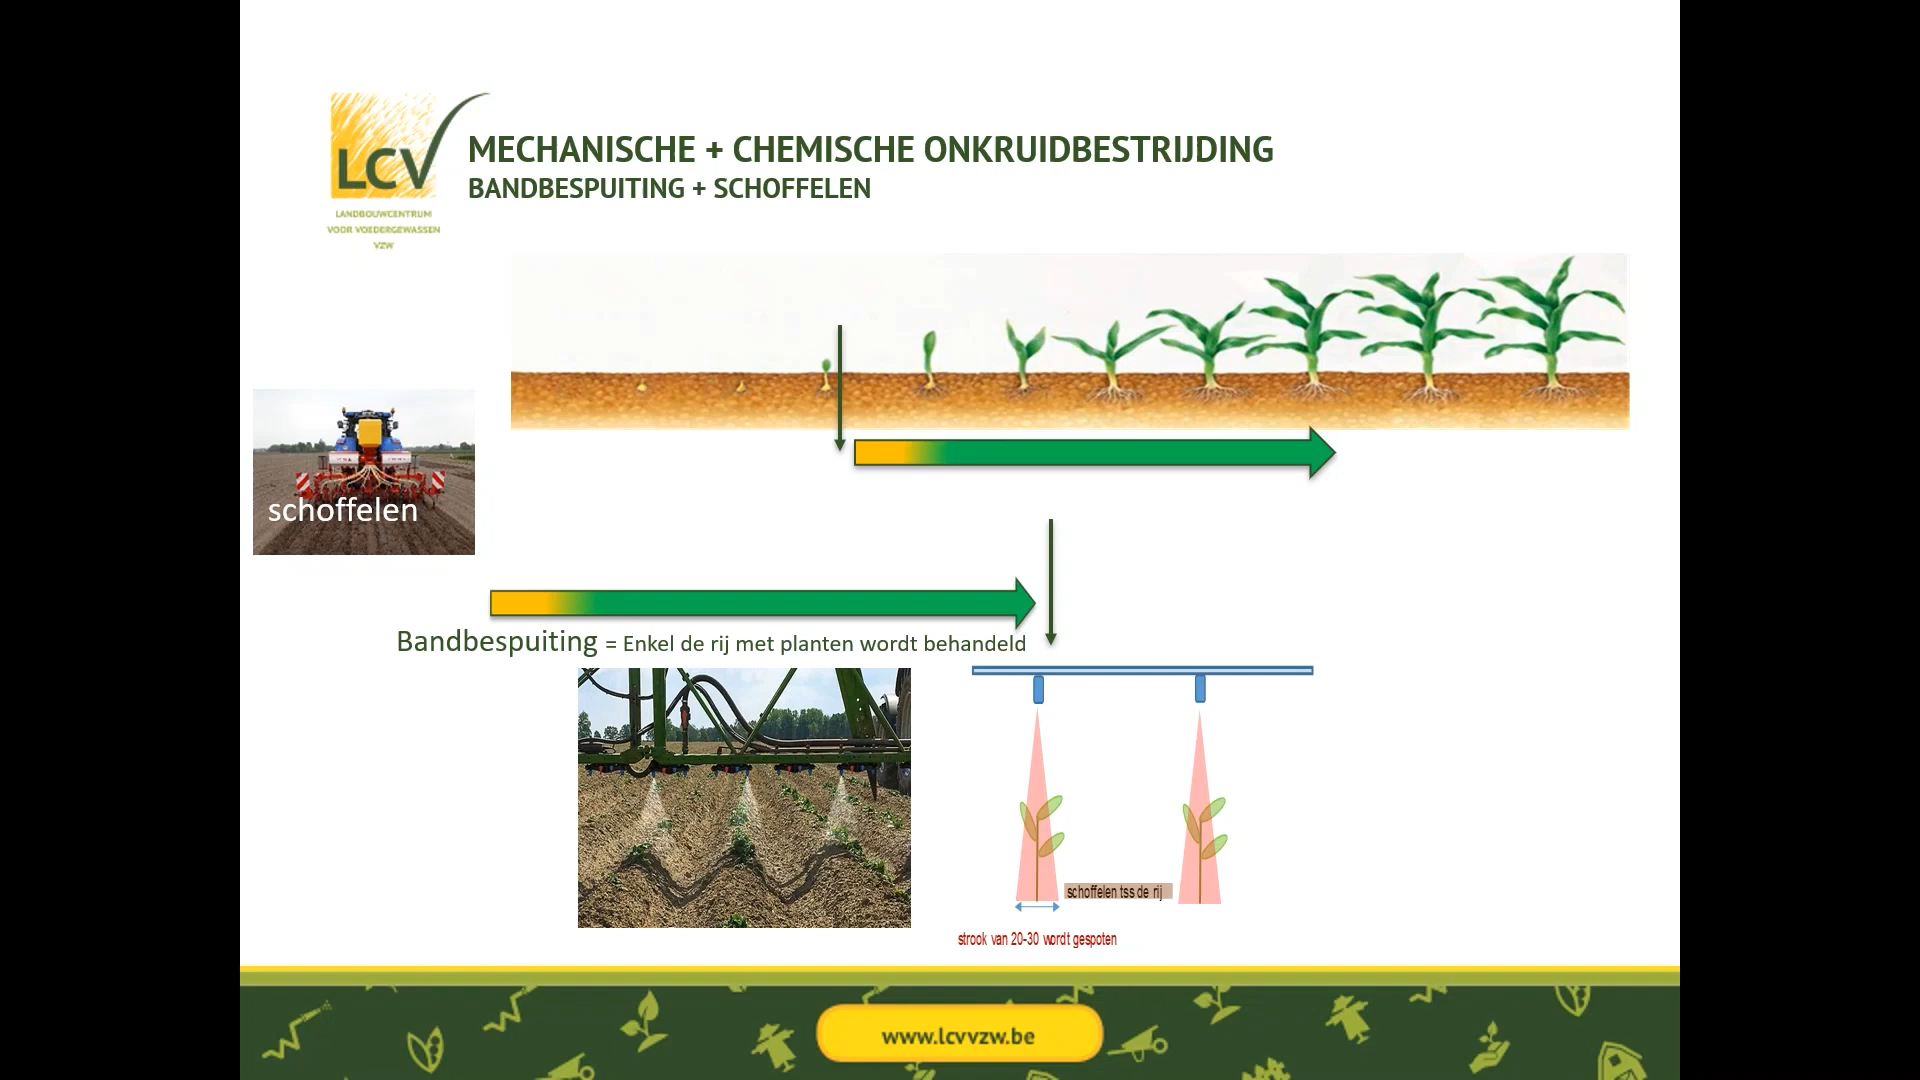 LCV
LANDBOUWCENTRUM
VOOR VOEDERGEWASSEN
VZW
MECHANISCHE + CHEMISCHE ONKRUIDBESTRIJDING
BANDBESPUITING + SCHOFFELEN
schoffelen
Bandbespuiting = Enkel de rij met planten wordt behandeld
schoffelen tss de rij
strook van 20-30 wordt gespoten
www.lcvvzw.be